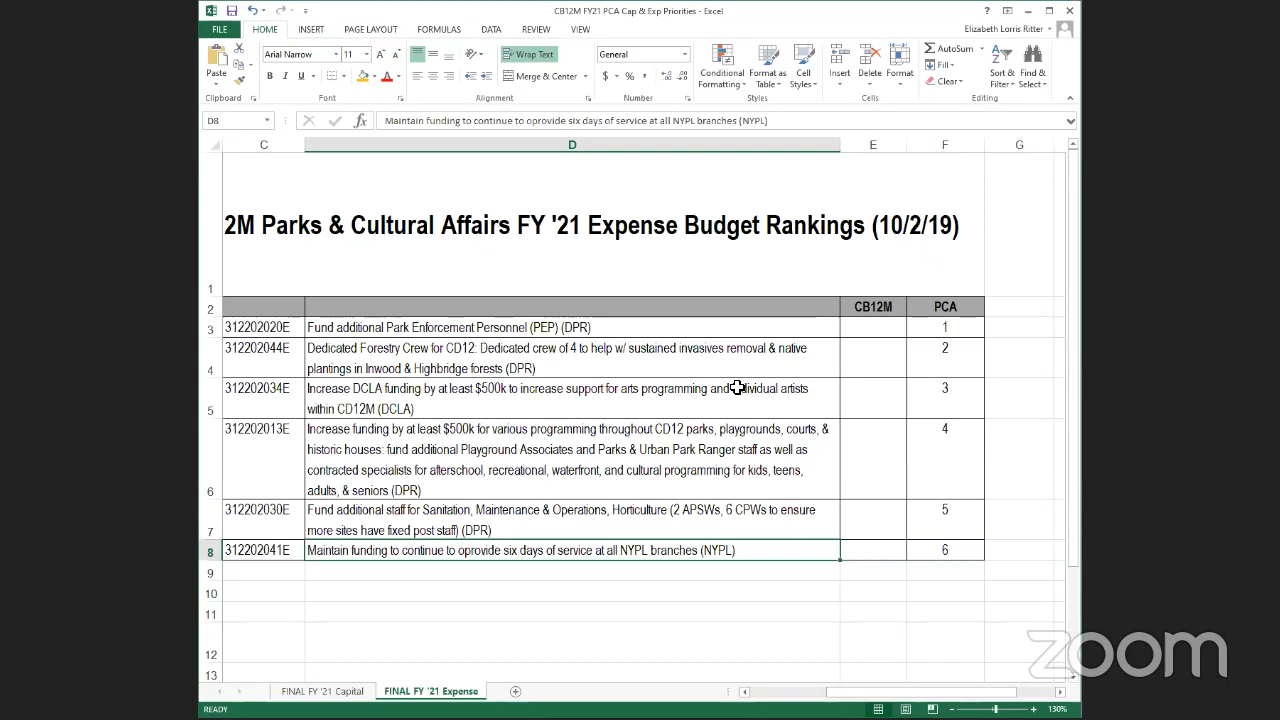 CB12M FY21 PCA Cap & Exp Priorities - Excel
FILE HOME INSERT PAGE LAYOUT FORMULAS DATA REVIEW VIEW Elizabeth Lorris Ritter
Arial Narrow 11 Wrap Text General AutoSum
Paste B I U Merge & Center $ % , Conditional Formatting Format as Table Cell Styles Insert Delete Format Fill Clear Sort & Filter Find & Select
Clipboard Font Alignment Number Styles Cells Editing
D8 fx Maintain funding to continue to oprovide six days of service at all NYPL branches (NYPL)
C D E F G
2M Parks & Cultural Affairs FY '21 Expense Budget Rankings (10/2/19)
1
2 CB12M PCA
3 312202020E Fund additional Park Enforcement Personnel (PEP) (DPR) 1
312202044E Dedicated Forestry Crew for CD12: Dedicated crew of 4 to help w/ sustained invasives removal & native 2
4 plantings in Inwood & Highbridge forests (DPR)
312202034E Increase DCLA funding by at least $500k to increase support for arts programming and individual artists 3
5 within CD12M (DCLA)
312202013E Increase funding by at least $500k for various programming throughout CD12 parks, playgrounds, courts, & 4
historic houses: fund additional Playground Associates and Parks & Urban Park Ranger staff as well as
contracted specialists for afterschool, recreational, waterfront, and cultural programming for kids, teens,
6 adults, & seniors (DPR)
312202030E Fund additional staff for Sanitation, Maintenance & Operations, Horticulture (2 APSWs, 6 CPWs to ensure 5
7 more sites have fixed post staff) (DPR)
8 312202041E Maintain funding to continue to oprovide six days of service at all NYPL branches (NYPL) 6
9
10
11
12
13
FINAL FY '21 Capital FINAL FY '21 Expense
READY 130%
zoom